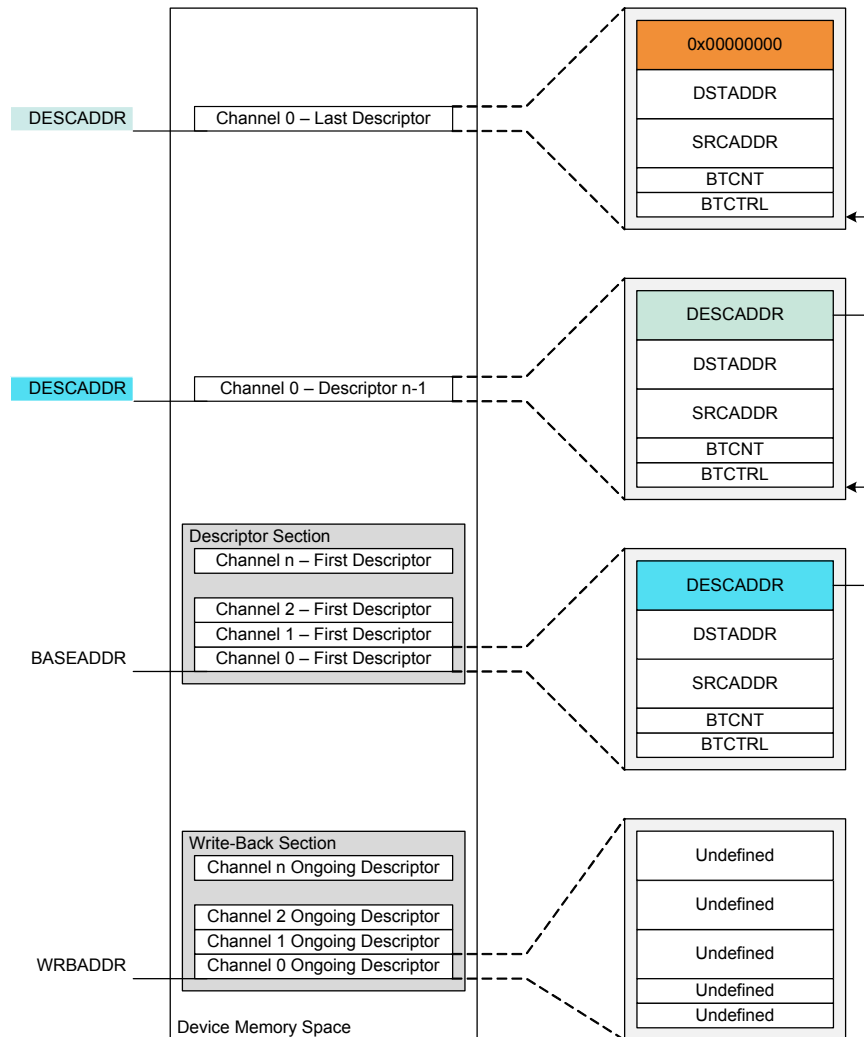 0x00000000
DSTADDR
DESCADDR
Channel 0 – Last Descriptor
SRCADDR
BTCNT
BTCTRL
DESCADDR
DSTADDR
DESCADDR
Channel 0 – Descriptor n-1
SRCADDR
BTCNT
BTCTRL
Descriptor Section
Channel n – First Descriptor
DESCADDR
Channel 2 – First Descriptor
Channel 1 – First Descriptor
DSTADDR
BASEADDR
Channel 0 – First Descriptor
SRCADDR
BTCNT
BTCTRL
Write-Back Section
Channel n Ongoing Descriptor
Undefined
Channel 2 Ongoing Descriptor
Undefined
Channel 1 Ongoing Descriptor
Undefined
WRBADDR
Channel 0 Ongoing Descriptor
Undefined
Undefined
Device Memory Space